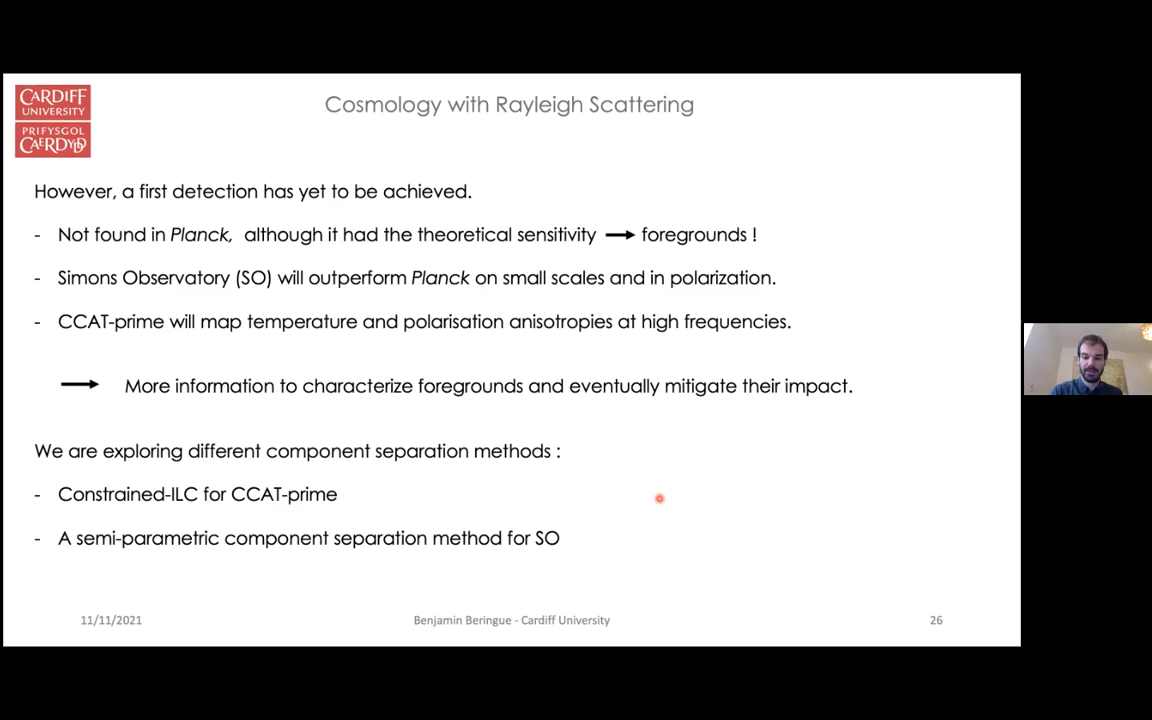 CARDIFF
UNIVERSITY
PRIFYSGOL
CAERDYDD
Cosmology with Rayleigh Scattering
However, a first detection has yet to be achieved.
- Not found in Planck, although it had the theoretical sensitivity → foregrounds !
- Simons Observatory (SO) will outperform Planck on small scales and in polarization.
- CCAT-prime will map temperature and polarisation anisotropies at high frequencies.
→ More information to characterize foregrounds and eventually mitigate their impact.
We are exploring different component separation methods :
- Constrained-ILC for CCAT-prime
- A semi-parametric component separation method for SO
11/11/2021 Benjamin Beringue - Cardiff University 26